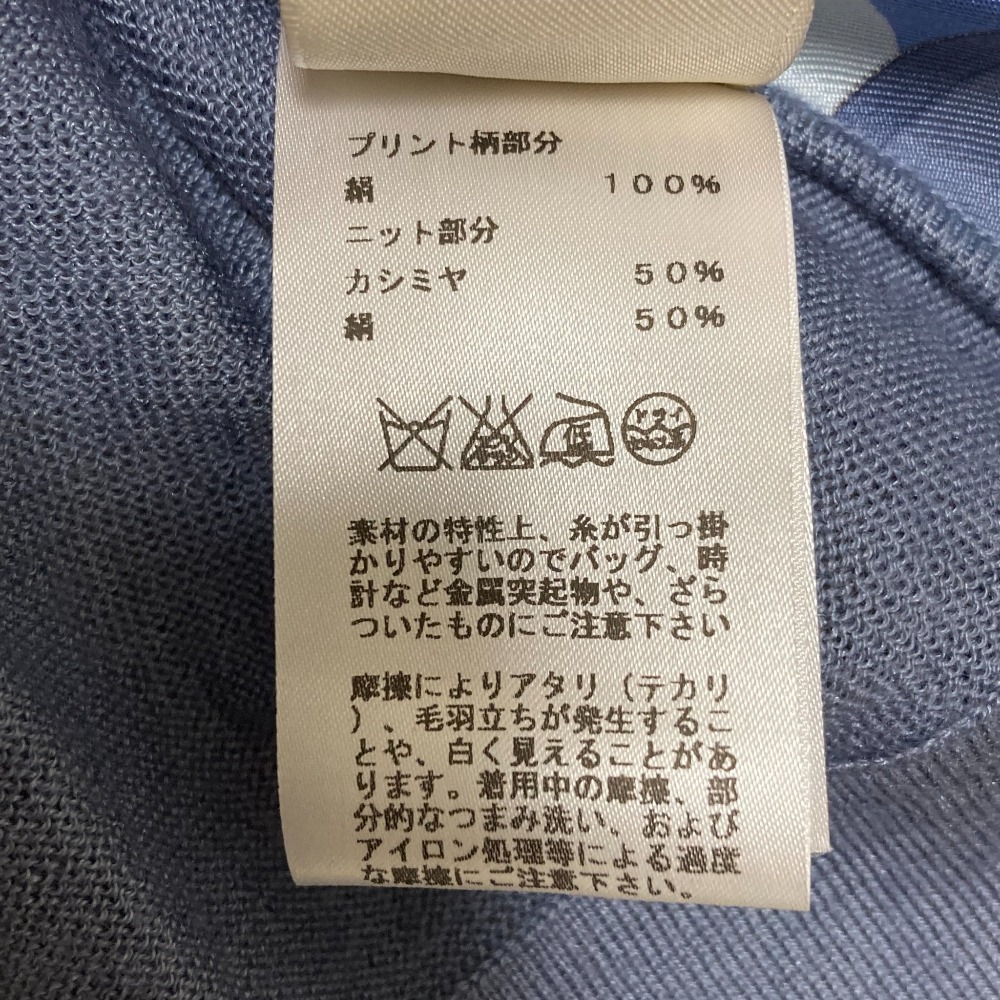 プリント柄部分
絹 100%
ニット部分
カシミヤ 50%
絹 50%
低 ドライ
素材の特性上、糸が引っ掛
かりやすいのでバッグ、時
計など金属突起物や、ざら
ついたものにご注意下さい
摩擦によりアタリ(テカリ
)、毛羽立ちが発生するこ
とや、白く見えることがあ
ります。着用中の摩擦、部
分的なつまみ洗い、および
アイロン処理等による過度
な摩擦にご注意下さい。